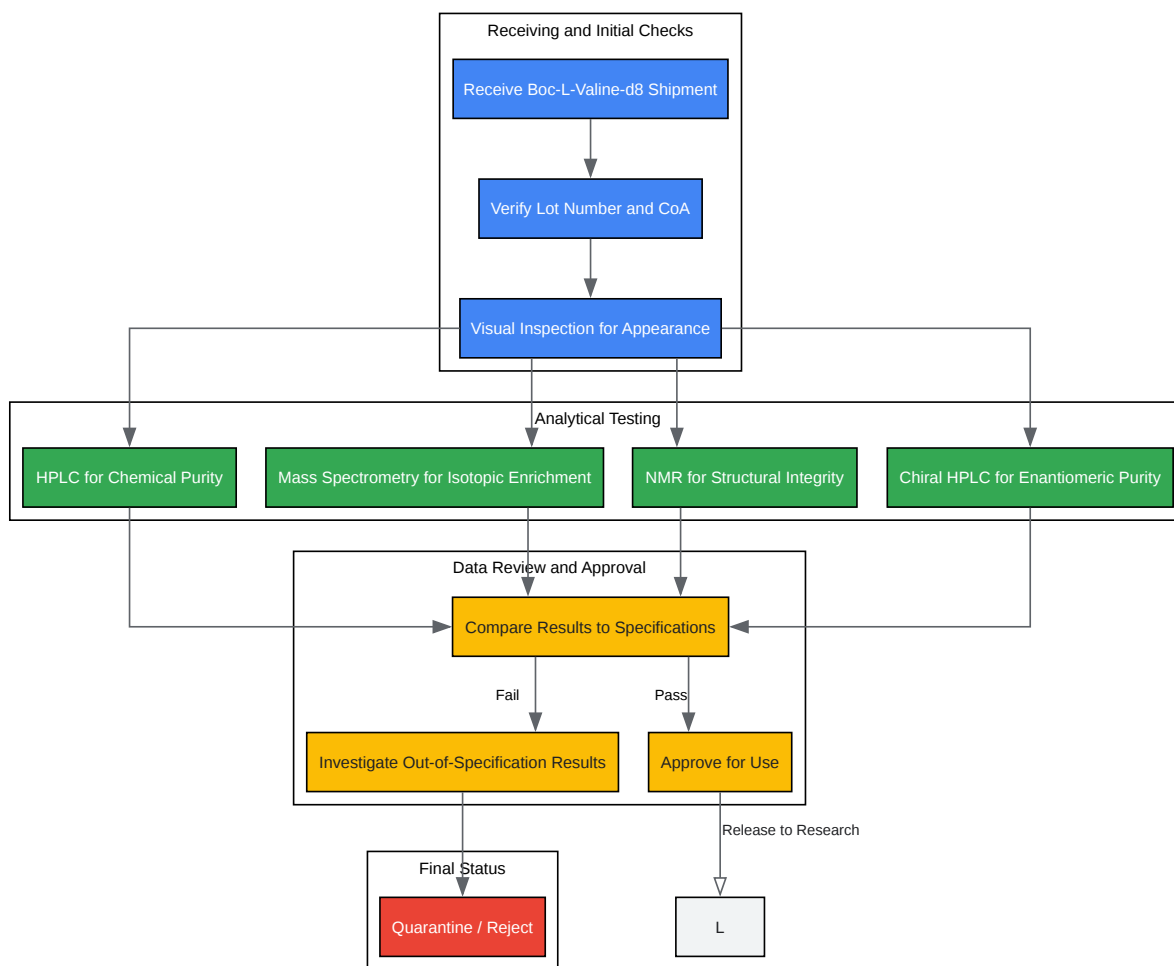 Receiving and Initial Checks
Receive Boc-L-Valine-d8 Shipment
Verify Lot Number and CoA
Visual Inspection for Appearance
Analytical Testing
HPLC for Chemical Purity
Mass Spectrometry for Isotopic Enrichment
NMR for Structural Integrity
Chiral HPLC for Enantiomeric Purity
Data Review and Approval
Compare Results to Specifications
Fail
Pass
Investigate Out-of-Specification Results
Approve for Use
Release to Research
Final Status
Quarantine / Reject
L